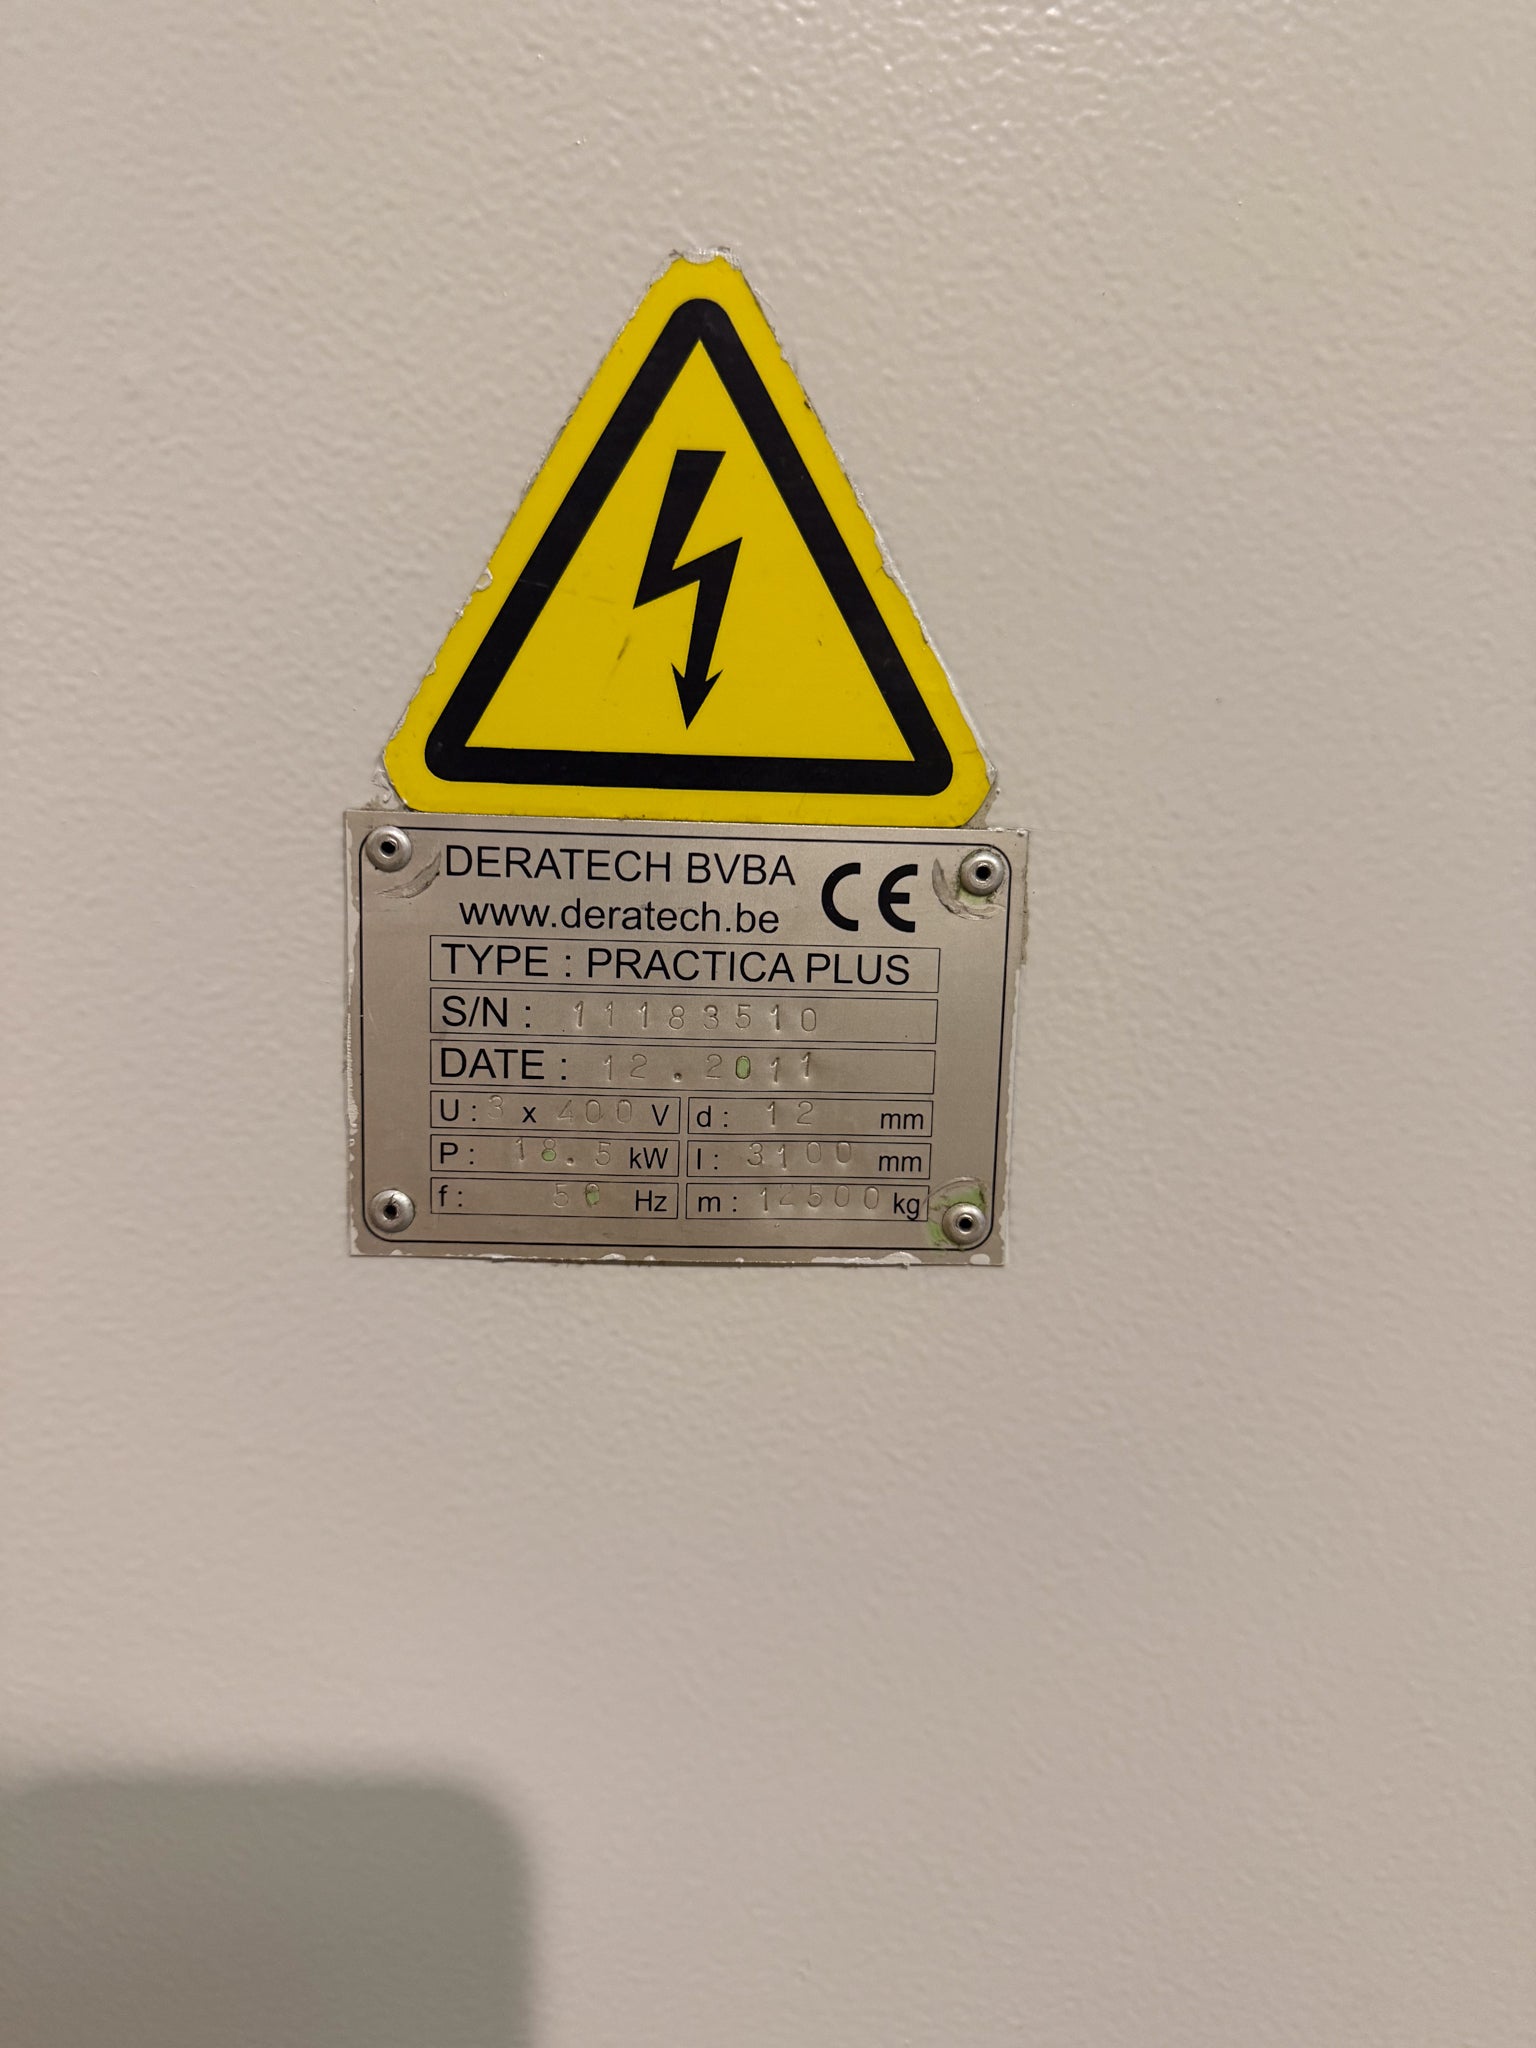 DERATECH BVBA CE
www.deratech.be
TYPE : PRACTICA PLUS
S/N : 11183510
DATE : 12.2011
U : 3 x 400 V d : 12 mm
P : 18.5 kW l : 3100 mm
f : 50 Hz m : 12500 kg